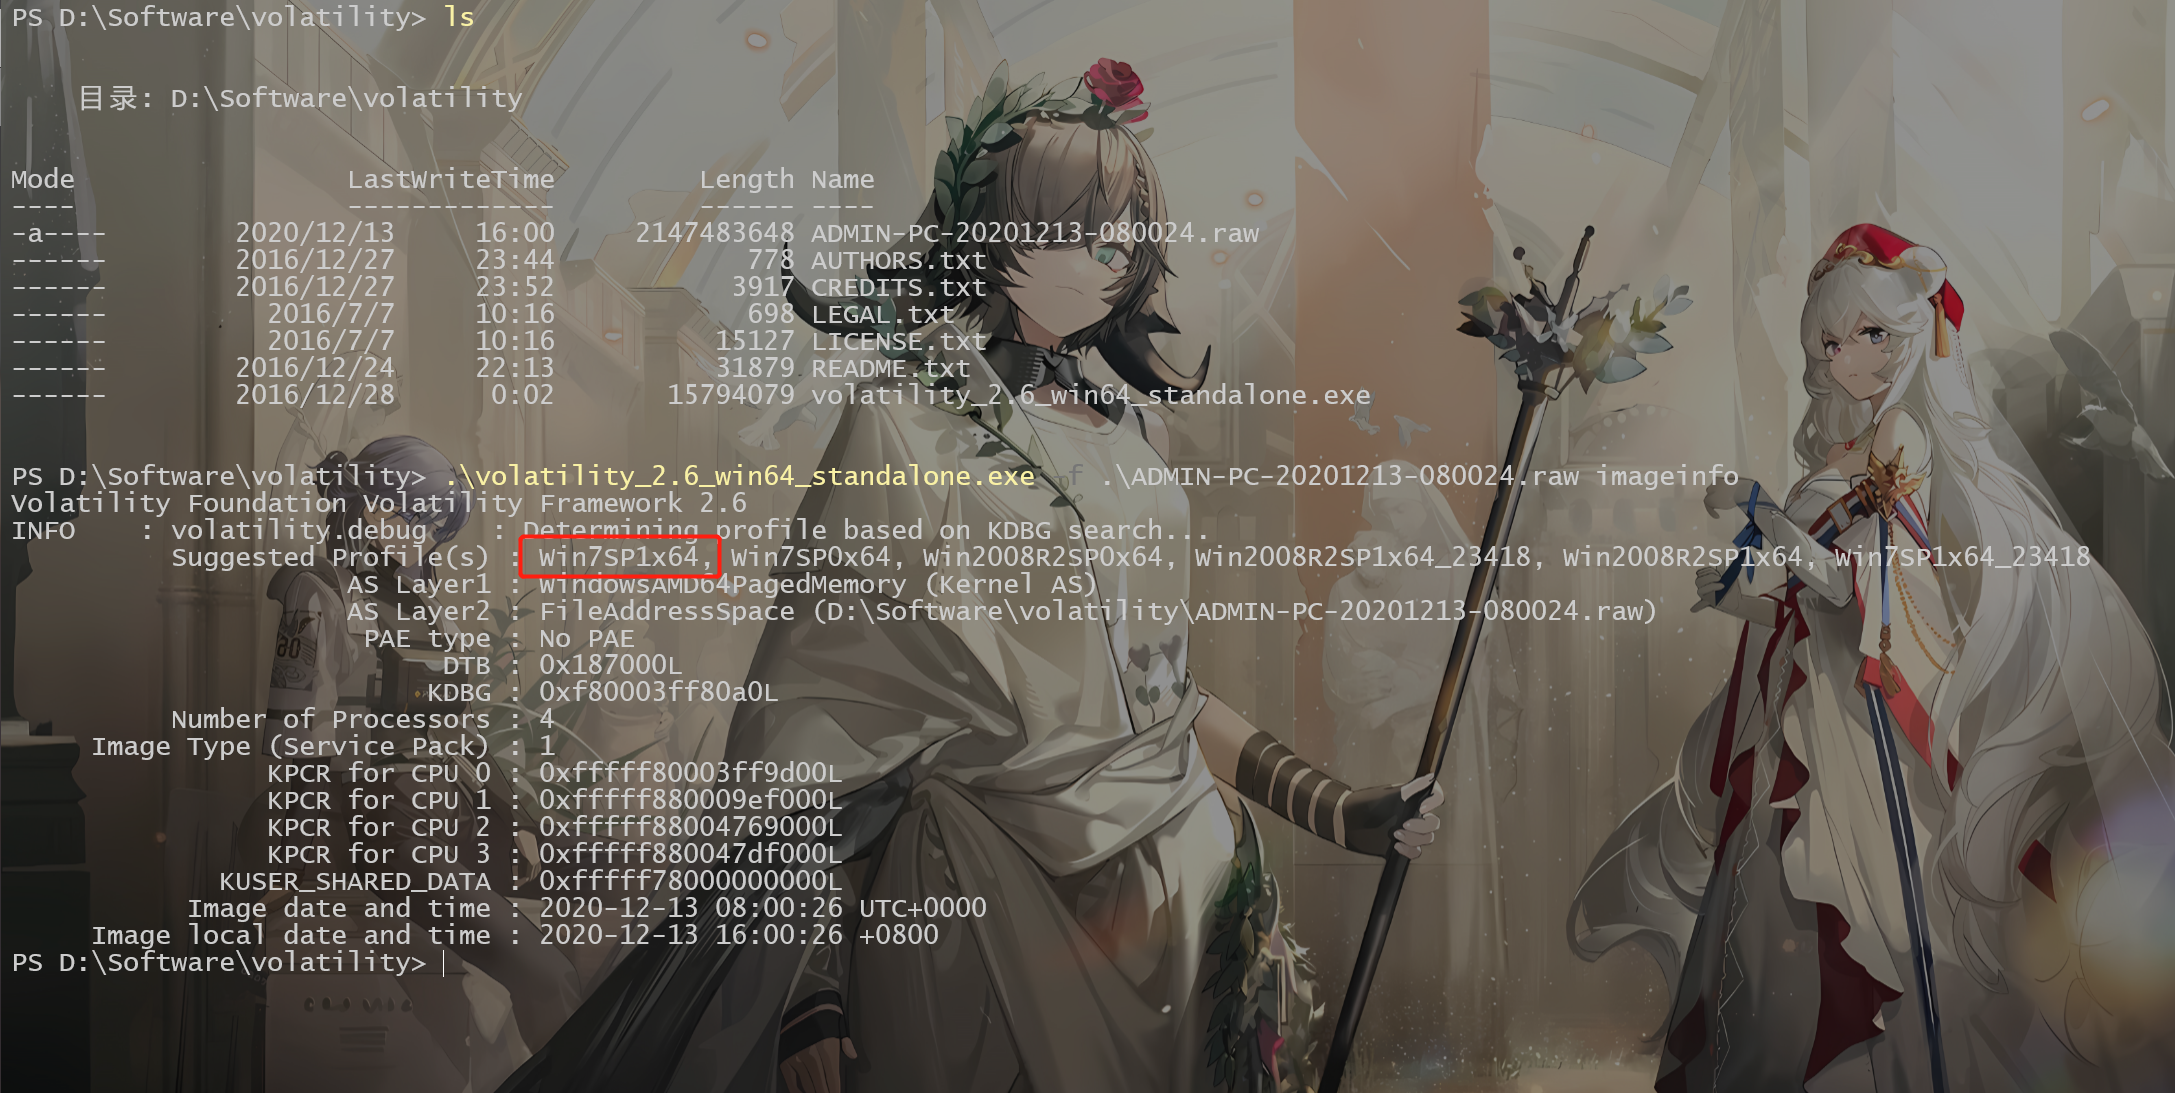 PS D:\Software\volatility> ls
目录: D:\Software\volatility
Mode LastWriteTime Length Name
---- ------------- ------ ----
-a---- 2020/12/13 16:00 2147483648 ADMIN-PC-20201213-080024.raw
------ 2016/12/27 23:44 778 AUTHORS.txt
------ 2016/12/27 23:52 3917 CREDITS.txt
------ 2016/7/7 10:16 698 LEGAL.txt
------ 2016/7/7 10:16 15127 LICENSE.txt
------ 2016/12/24 22:13 31879 README.txt
------ 2016/12/28 0:02 15794079 volatility_2.6_win64_standalone.exe
PS D:\Software\volatility> .\volatility_2.6_win64_standalone.exe -f .\ADMIN-PC-20201213-080024.raw imageinfo
Volatility Foundation Volatility Framework 2.6
INFO : volatility.debug : Determining profile based on KDBG search...
Suggested Profile(s) : Win7SP1x64, Win7SP0x64, Win2008R2SP0x64, Win2008R2SP1x64_23418, Win2008R2SP1x64, Win7SP1x64_23418
AS Layer1 : WindowsAMD64PagedMemory (Kernel AS)
AS Layer2 : FileAddressSpace (D:\Software\volatility\ADMIN-PC-20201213-080024.raw)
PAE type : No PAE
DTB : 0x187000L
KDBG : 0xf80003ff80a0L
Number of Processors : 4
Image Type (Service Pack) : 1
KPCR for CPU 0 : 0xfffff80003ff9d00L
KPCR for CPU 1 : 0xfffff880009ef000L
KPCR for CPU 2 : 0xfffff88004769000L
KPCR for CPU 3 : 0xfffff880047df000L
KUSER_SHARED_DATA : 0xfffff78000000000L
Image date and time : 2020-12-13 08:00:26 UTC+0000
Image local date and time : 2020-12-13 16:00:26 +0800
PS D:\Software\volatility>